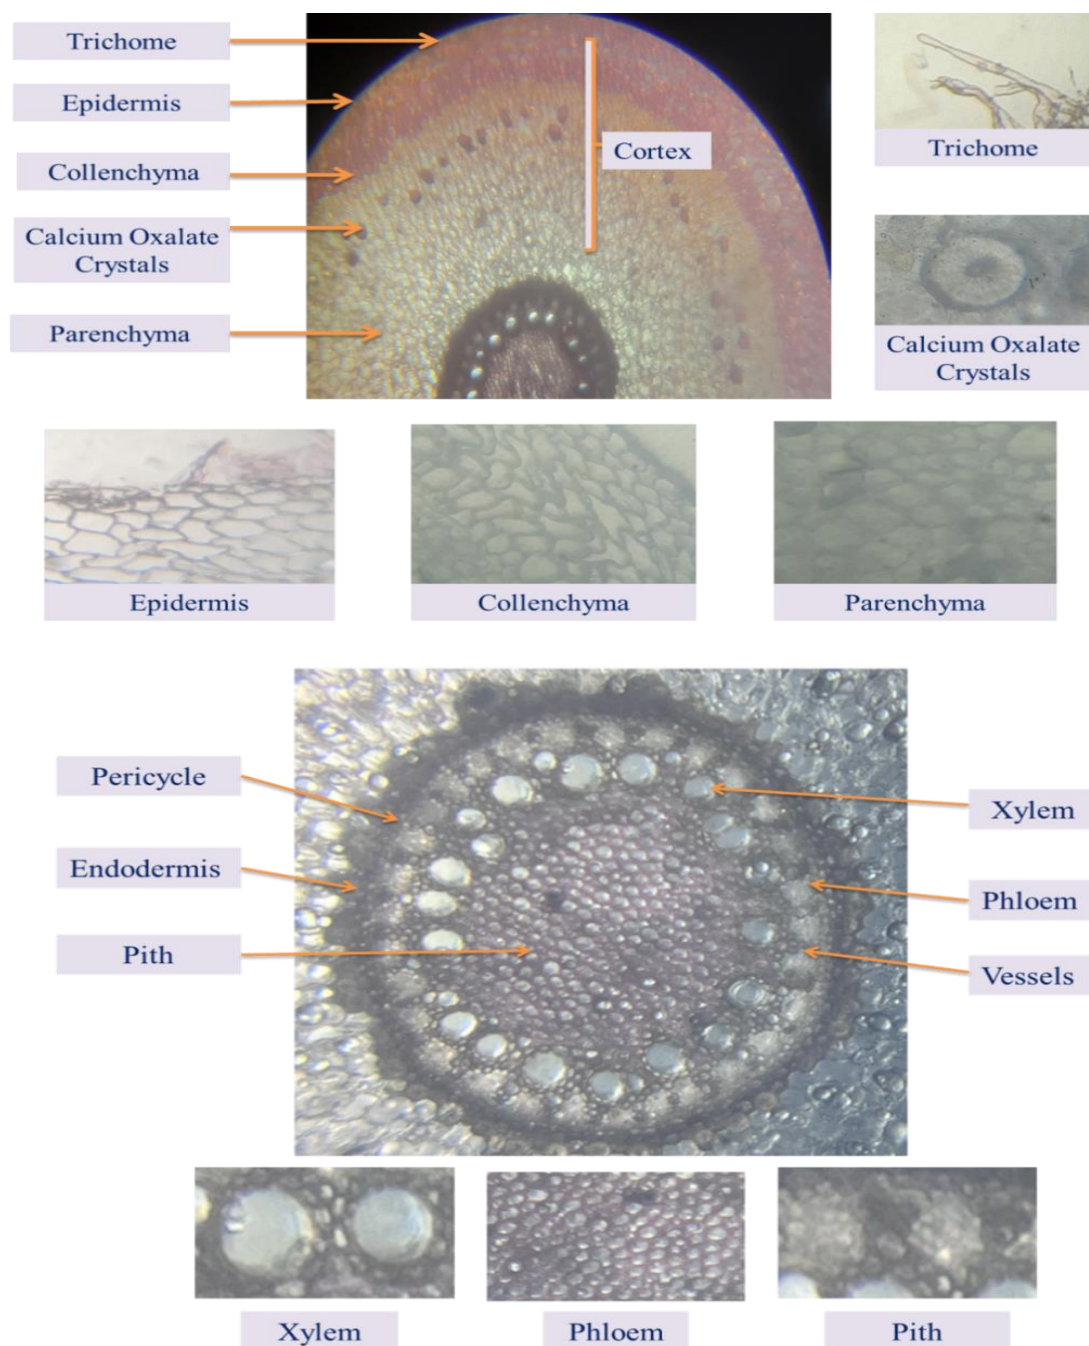 Trichome
Epidermis
Collenchyma
Calcium Oxalate
Crystals
Parenchyma
Cortex
Trichome
Calcium Oxalate
Crystals
Epidermis
Collenchyma
Parenchyma
Pericycle
Endodermis
Pith
Xylem
Phloem
Vessels
Xylem
Phloem
Pith